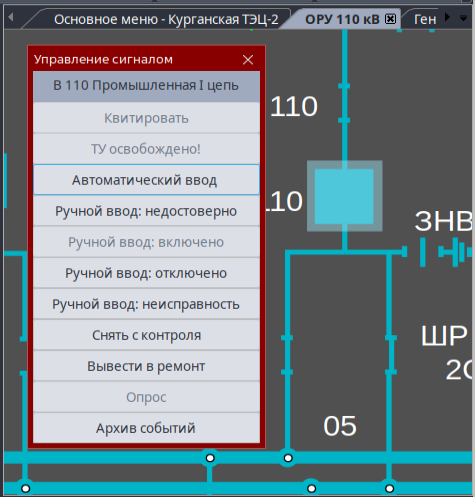 Основное меню - Курганская ТЭЦ-2
ОРУ 110 кВ
Ген
Управление сигналом
В 110 Промышленная I цепь
Квитировать
ТУ освобождено!
Автоматический ввод
Ручной ввод: недостоверно
Ручной ввод: включено
Ручной ввод: отключено
Ручной ввод: неисправность
Снять с контроля
Вывести в ремонт
Опрос
Архив событий
110
110
ЗНВ
ШР
20
05